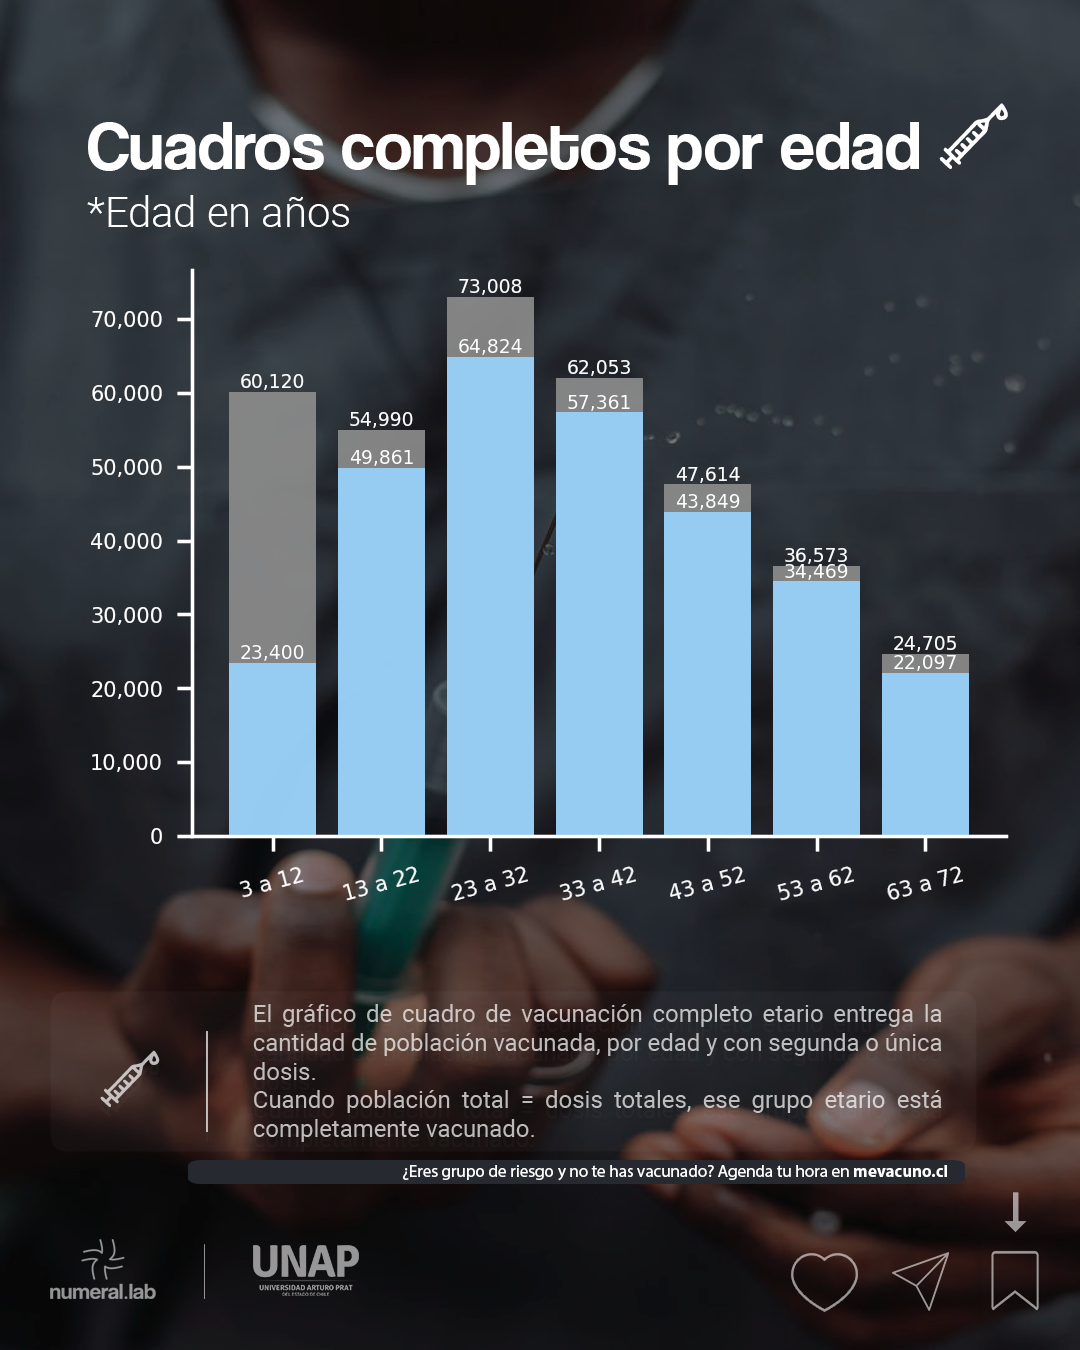 Cuadros completos por edad
*Edad en años
73,008
70,000
64,824
62,053
60,120
60,000
57,361
54,990
49,861
50,000
47,614
43,849
40,000
36,573
34,469
30,000
24,705
23,400
22,097
20,000
10,000
0
3 a 12
13 a 22
23 a 32
33 a 42
43 a 52
53 a 62
63 a 72
El gráfico de cuadro de vacunación completo etario entrega la
cantidad de población vacunada, por edad y con segunda o única
dosis.
Cuando población total = dosis totales, ese grupo etario está
completamente vacunado.
¿Eres grupo de riesgo y no te has vacunado? Agenda tu hora en mevacuno.cl
numeral.lab
UNAP
UNIVERSIDAD ARTURO PRAT
DEL ESTADO DE CHILE